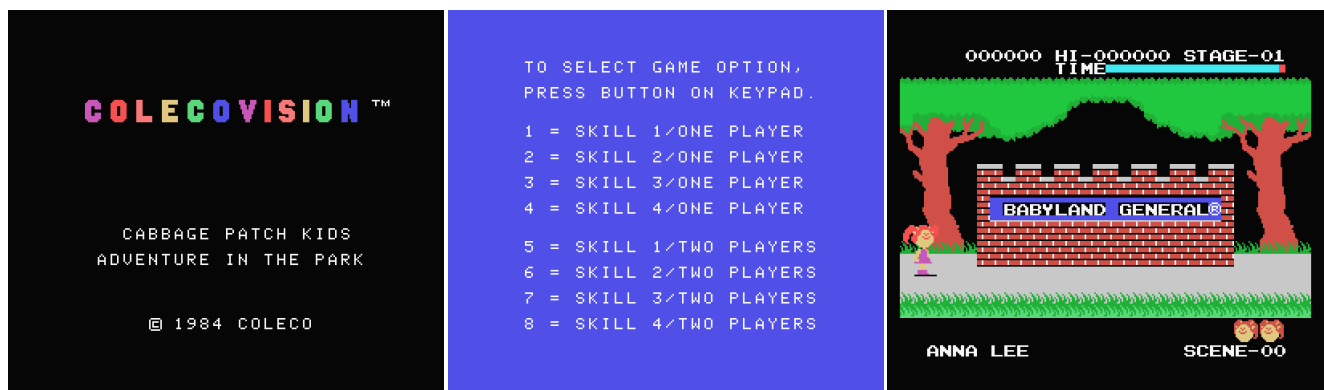 COLECOVISION™
CABBAGE PATCH KIDS
ADVENTURE IN THE PARK
© 1984 COLECO
TO SELECT GAME OPTION,
PRESS BUTTON ON KEYPAD.
1 = SKILL 1/ONE PLAYER
2 = SKILL 2/ONE PLAYER
3 = SKILL 3/ONE PLAYER
4 = SKILL 4/ONE PLAYER
5 = SKILL 1/TWO PLAYERS
6 = SKILL 2/TWO PLAYERS
7 = SKILL 3/TWO PLAYERS
8 = SKILL 4/TWO PLAYERS
000000 HI-000000 STAGE-01
TIME
BABYLAND GENERAL®
ANNA LEE SCENE-00